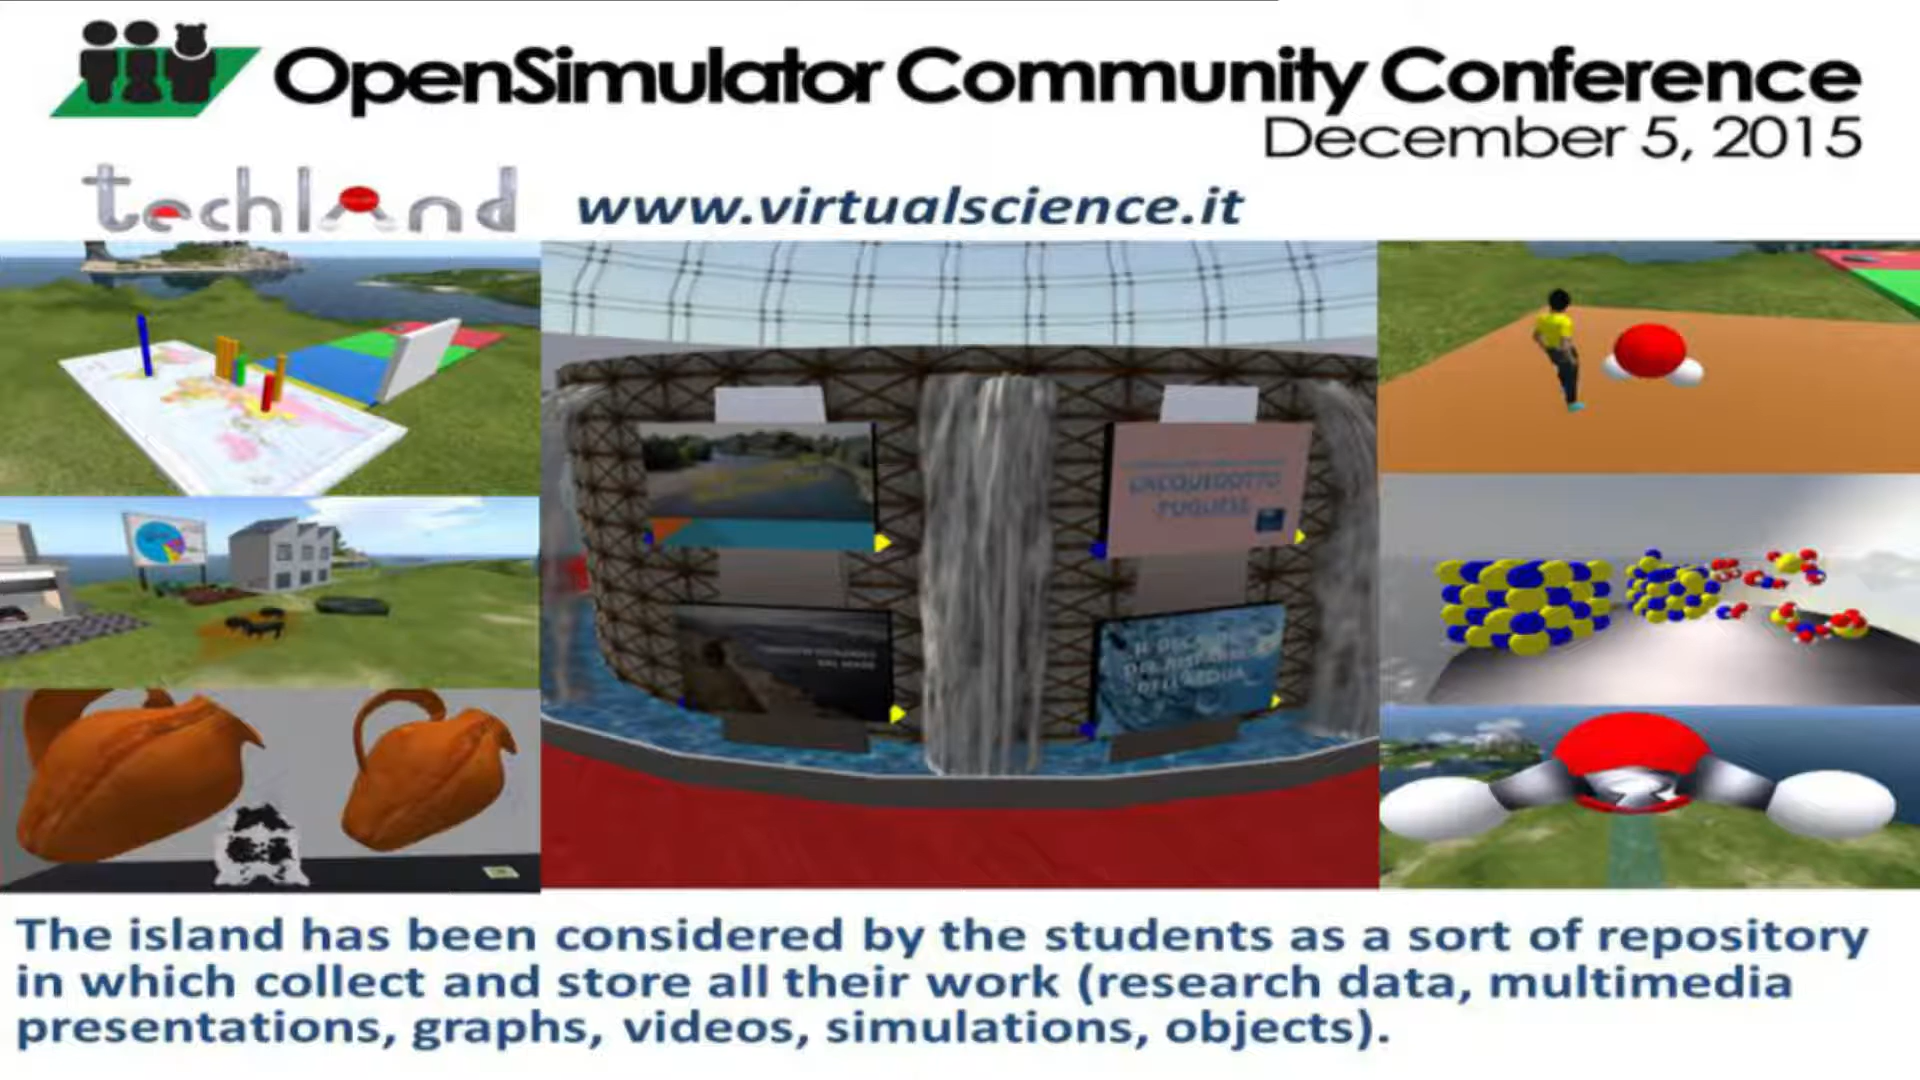 OpenSimulator Community Conference
December 5, 2015
techland
www.virtualscience.it
PUGLIESE
The island has been considered by the students as a sort of repository
in which collect and store all their work (research data, multimedia
presentations, graphs, videos, simulations, objects).